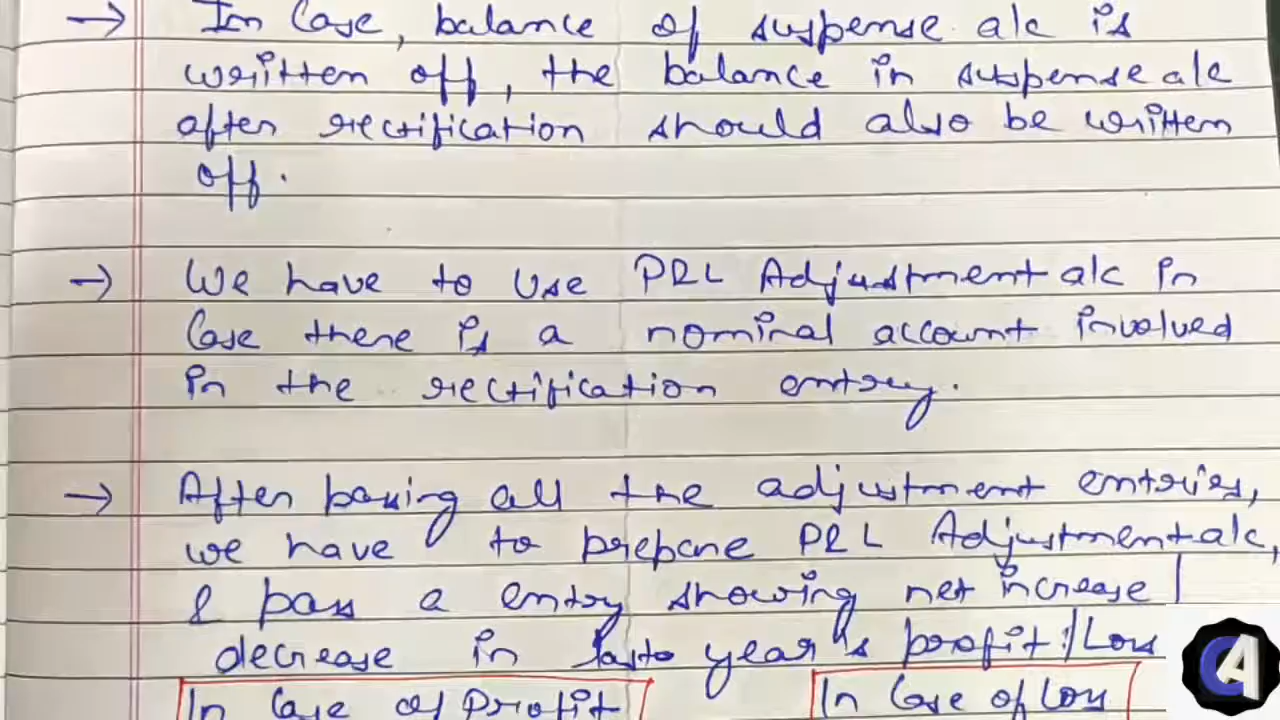 → In Case, balance of suspense a/c is
written off, the balance in suspense a/c
after rectification should also be written
off.
→ We have to use P&L Adjustment a/c in
Case there is a nominal account involved
in the rectification entry.
→ After passing all the adjustment entries,
we have to prepare P&L Adjustment a/c,
& pass a entry showing net increase/
decrease in last year's profit/Loss
In Case of Profit In Case of Loss
CA